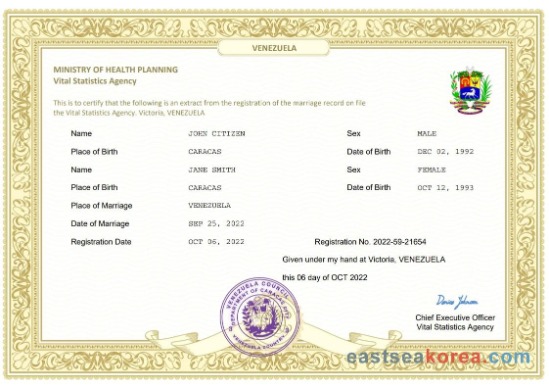 VENEZUELA
MINISTRY OF HEALTH PLANNING
Vital Statistics Agency
This is to certify that the following is an extract from the registration of the marriage record on file
the Vital Statistics Agency. Victoria, VENEZUELA
Name JOHN CITIZEN Sex MALE
Place of Birth CARACAS Date of Birth DEC 02, 1992
Name JANE SMITH Sex FEMALE
Place of Birth CARACAS Date of Birth OCT 12, 1993
Place of Marriage VENEZUELA
Date of Marriage SEP 25, 2022
Registration Date OCT 06, 2022 Registration No. 2022-59-21654
Given under my hand at Victoria, VENEZUELA
this 06 day of OCT 2022
VENEZUELA COUNCIL
DEPARTMENT OF CARACAS
VENEZUELA COUNTRY
Chief Executive Officer
Vital Statistics Agency
eastseakorea.com